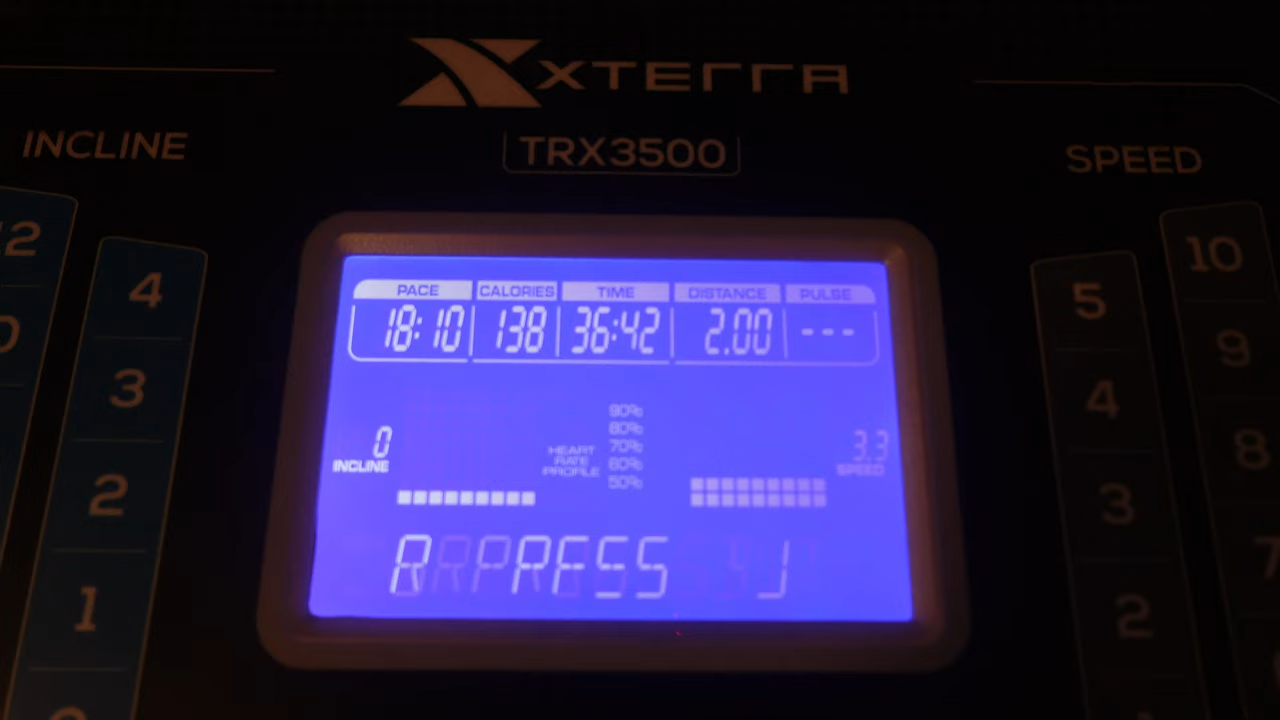 XTERRA
TRX3500
INCLINE
SPEED
PACE CALORIES TIME DISTANCE PULSE
18:10 138 36:42 2.00 ---
4
3
2
1
5
4
3
2
10
9
8
7
90%
80%
70%
60%
50%
HEART
RATE
PROFILE
0
INCLINE
3.3
SPEED
PRESS